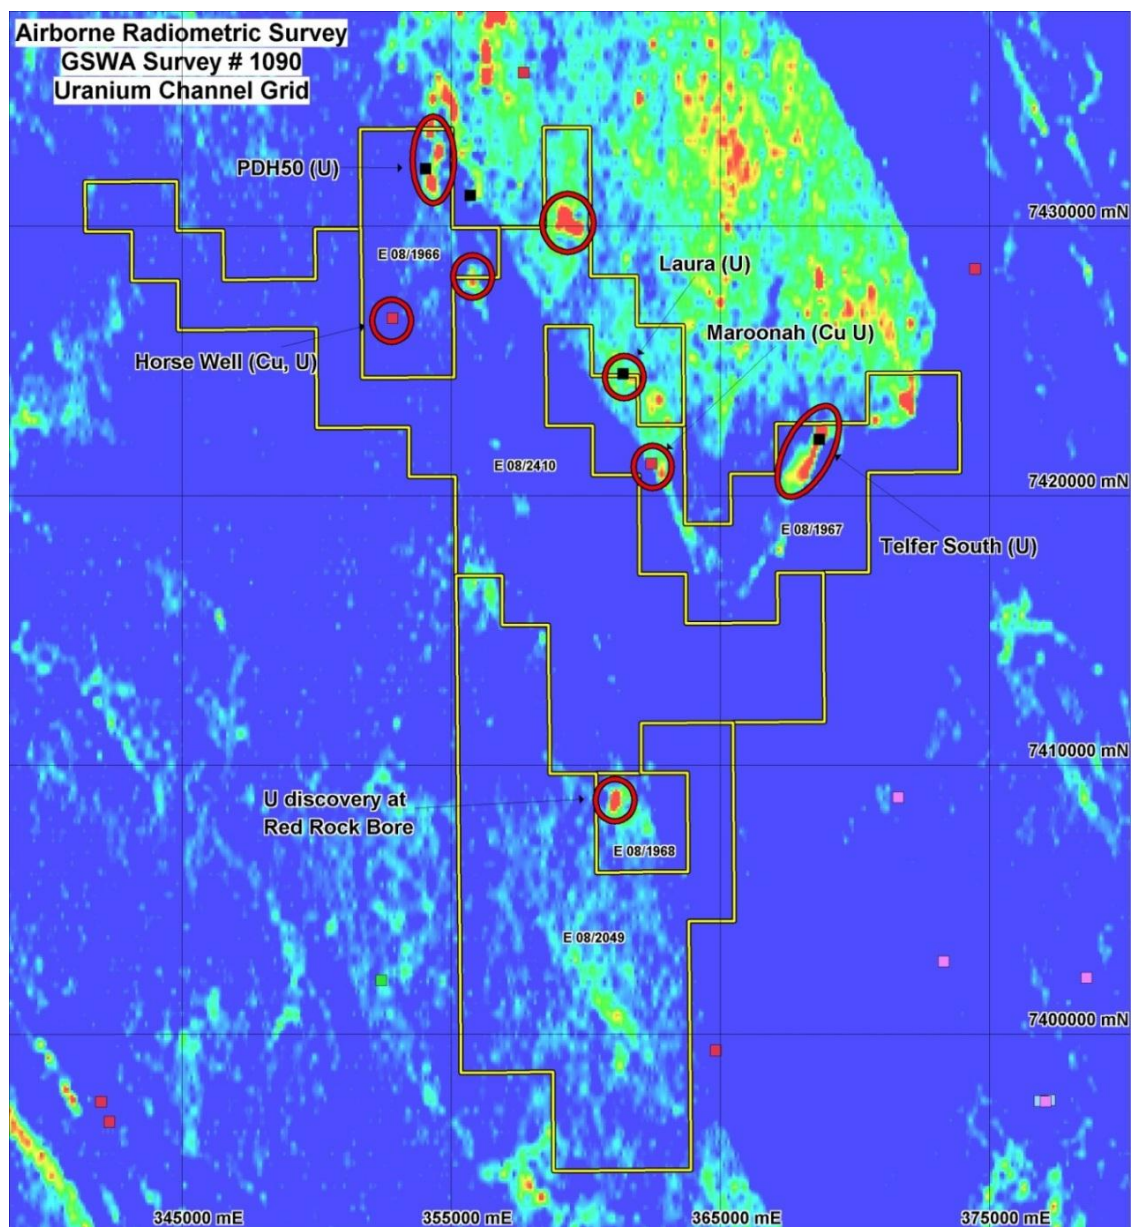 Airborne Radiometric Survey
GSWA Survey # 1090
Uranium Channel Grid
PDH50 (U)
7430000 mN
E 08/1966
Laura (U)
Maroonah (Cu U)
Horse Well (Cu, U)
E 08/2410
7420000 mN
E 08/1967
Telfer South (U)
7410000 mN
U discovery at
Red Rock Bore
E 08/1968
E 08/2049
7400000 mN
345000 mE
355000 mE
365000 mE
375000 mE